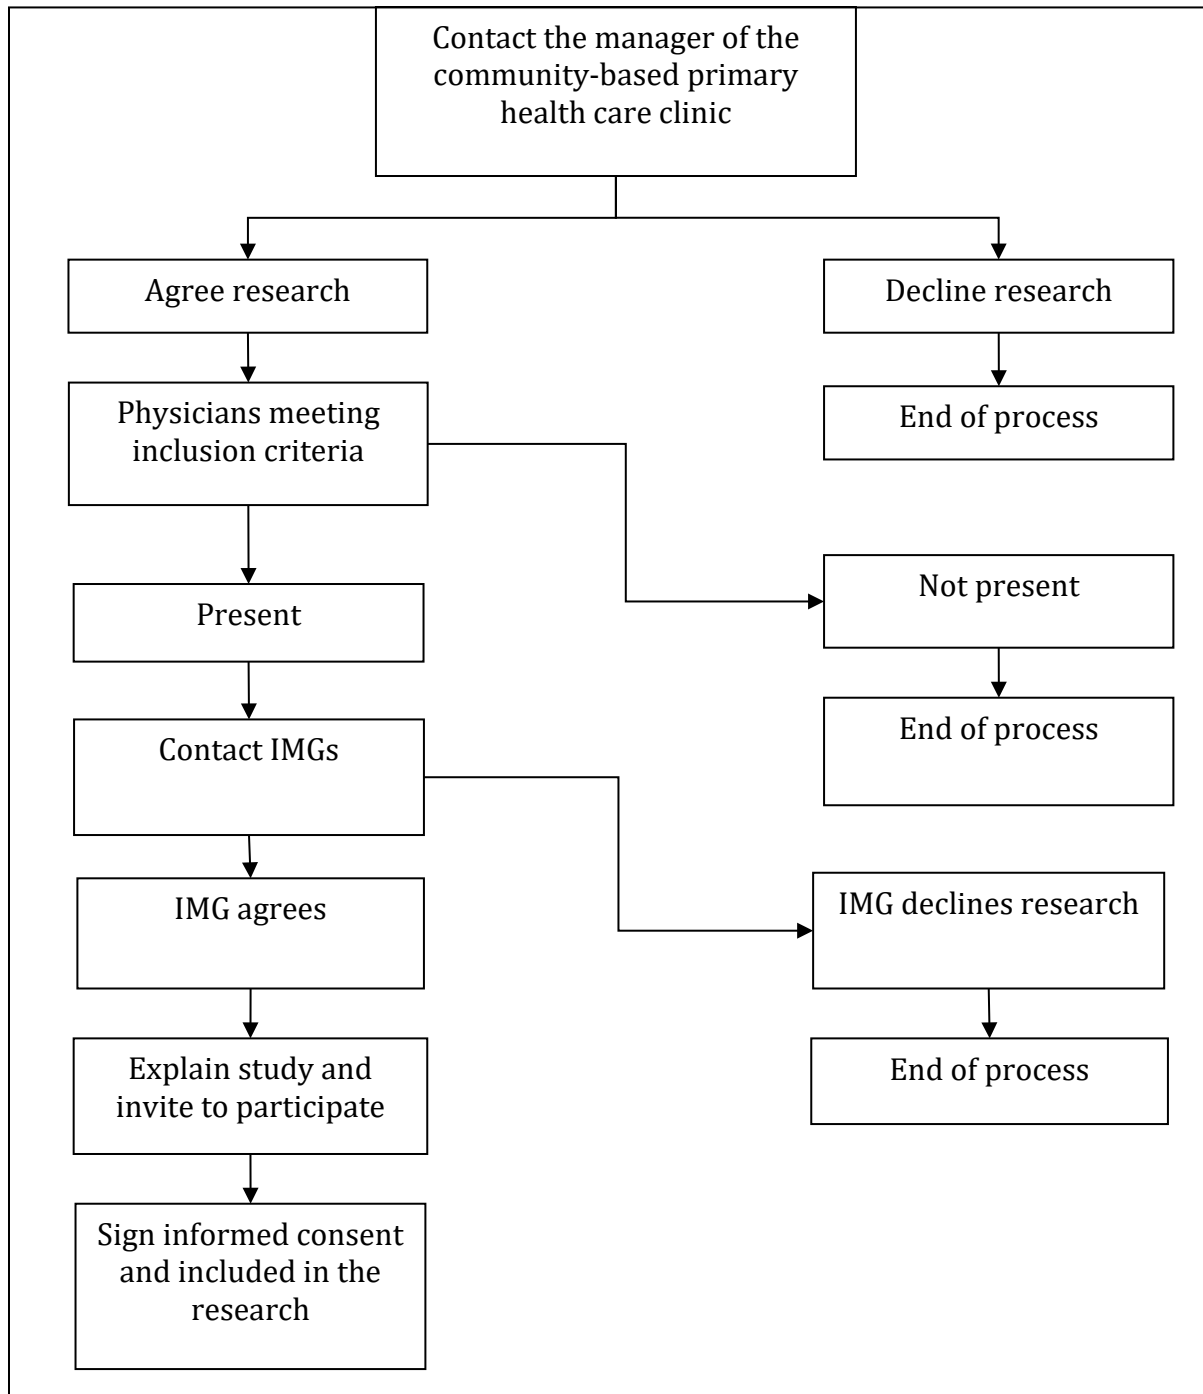 Contact the manager of the
community-based primary
health care clinic
Agree research
Decline research
Physicians meeting
inclusion criteria
End of process
Present
Not present
Contact IMGs
End of process
IMG agrees
IMG declines research
Explain study and
invite to participate
End of process
Sign informed consent
and included in the
research